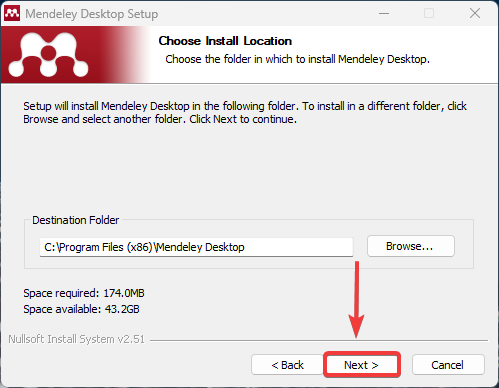 Mendeley Desktop Setup
Choose Install Location
Choose the folder in which to install Mendeley Desktop.
Setup will install Mendeley Desktop in the following folder. To install in a different folder, click
Browse and select another folder. Click Next to continue.
Destination Folder
C:\Program Files (x86)\Mendeley Desktop
Browse...
Space required: 174.0MB
Space available: 43.2GB
Nullsoft Install System v2.51
< Back
Next >
Cancel